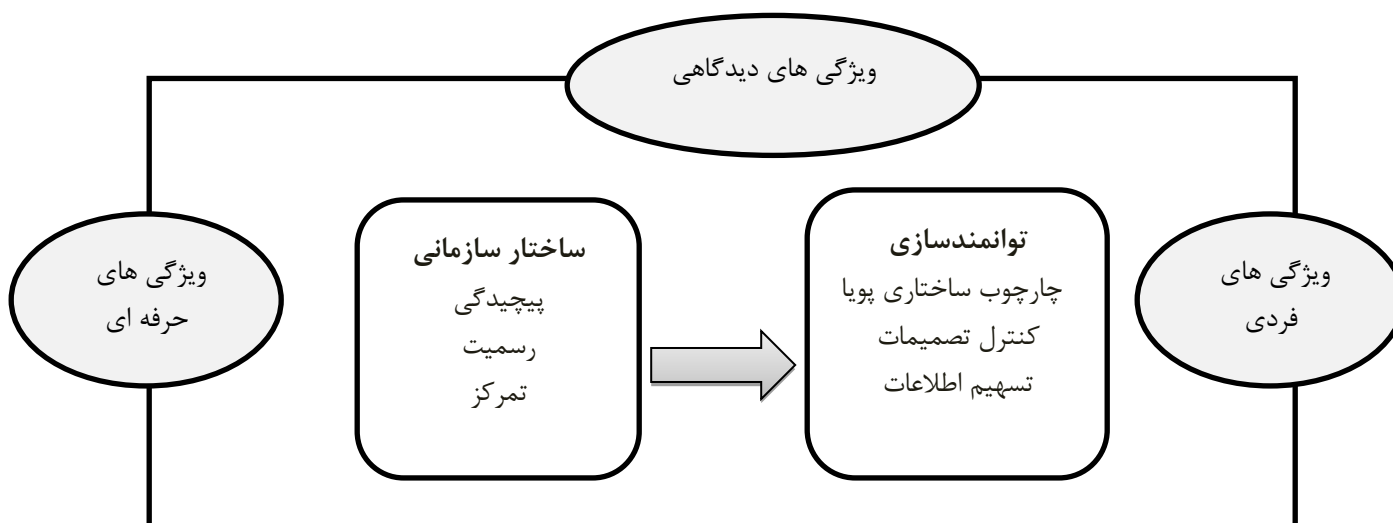 ویژگی های دیدگاهی
توانمندسازی
چارچوب ساختاری پویا
کنترل تصمیمات
تسهیم اطلاعات
ساختار سازمانی
پیچیدگی
رسمیت
تمرکز
ویژگی های
فردی
ویژگی های
حرفه ای